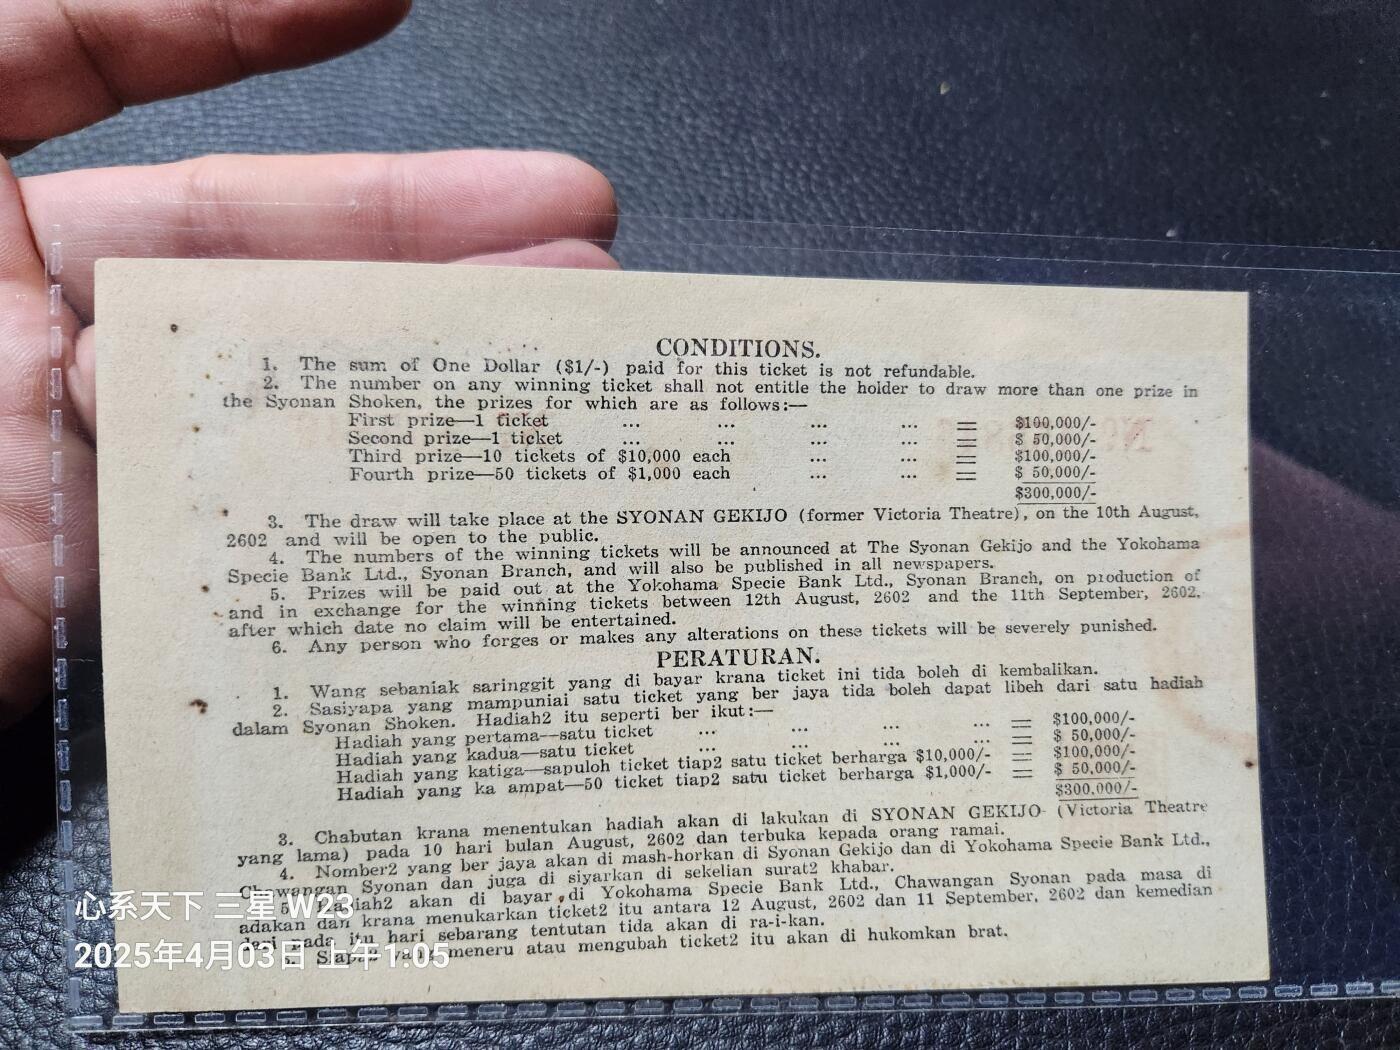 CONDITIONS.
1. The sum of One Dollar ($1/-) paid for this ticket is not refundable.
2. The number on any winning ticket shall not entitle the holder to draw more than one prize in
the Syonan Shoken, the prizes for which are as follows:—
First prize—1 ticket ... ... ... ... = $100,000/-
Second prize—1 ticket ... ... ... ... = $ 50,000/-
Third prize—10 tickets of $10,000 each ... ... = $100,000/-
Fourth prize—50 tickets of $1,000 each ... ... = $ 50,000/-
$300,000/-
3. The draw will take place at the SYONAN GEKIJO (former Victoria Theatre), on the 10th August,
2602 and will be open to the public.
4. The numbers of the winning tickets will be announced at The Syonan Gekijo and the Yokohama
Specie Bank Ltd., Syonan Branch, and will also be published in all newspapers.
5. Prizes will be paid out at the Yokohama Specie Bank Ltd., Syonan Branch, on production of
and in exchange for the winning tickets between 12th August, 2602 and the 11th September, 2602.
after which date no claim will be entertained.
6. Any person who forges or makes any alterations on these tickets will be severely punished.
PERATURAN.
1. Wang sebaniak saringgit yang di bayar krana ticket ini tida boleh di kembalikan.
2. Sasiyapa yang mampuniai satu ticket yang ber jaya tida boleh dapat libeh dari satu hadiah
dalam Syonan Shoken. Hadiah2 itu seperti ber ikut:—
Hadiah yang pertama—satu ticket ... ... ... ... = $100,000/-
Hadiah yang kadua—satu ticket ... ... ... ... = $ 50,000/-
Hadiah yang katiga—sapuloh ticket tiap2 satu ticket berharga $10,000/- = $100,000/-
Hadiah yang ka ampat—50 ticket tiap2 satu ticket berharga $1,000/- = $ 50,000/-
$300,000/-
3. Chabutan krana menentukan hadiah akan di lakukan di SYONAN GEKIJO (Victoria Theatre
yang lama) pada 10 hari bulan August, 2602 dan terbuka kepada orang ramai.
4. Nomber2 yang ber jaya akan di mash-horkan di Syonan Gekijo dan di Yokohama Specie Bank Ltd.,
Chawangan Syonan dan juga di siyarkan di sekelian surat2 khabar.
akan di bayar di Yokohama Specie Bank Ltd., Chawangan Syonan pada masa di
adakan dan krana menukarkan ticket2 itu antara 12 August, 2602 dan 11 September, 2602 dan kemedian
dari pada itu hari sebarang tentutan tida akan di ra-i-kan.
yang meneru atau mengubah ticket2 itu akan di hukomkan brat.
心系天下 三星 W23
2025年4月03日 上午1:05